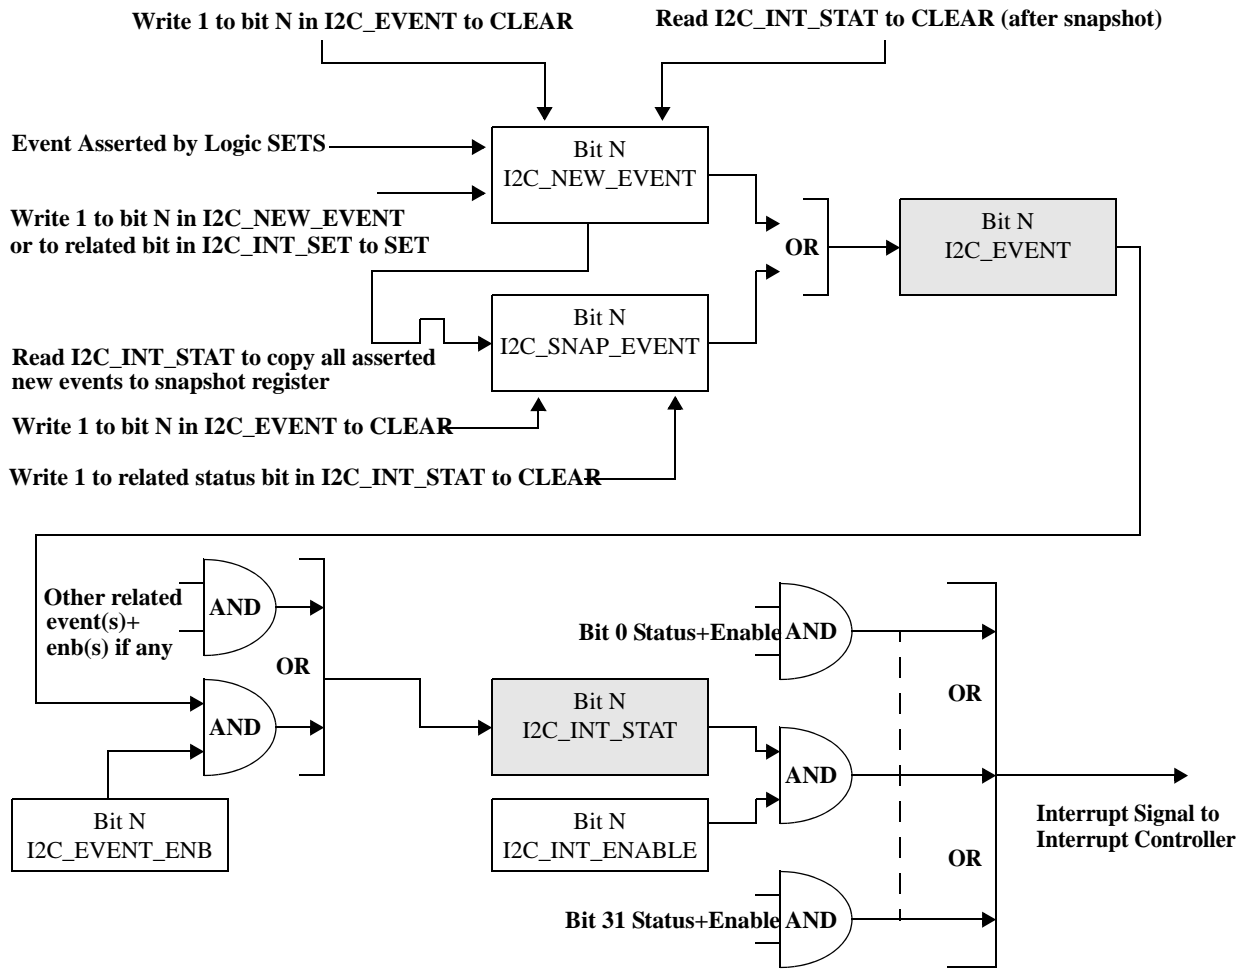 Write 1 to bit N in I2C_EVENT to CLEAR
Read I2C_INT_STAT to CLEAR (after snapshot)
Event Asserted by Logic SETS
Bit N
I2C_NEW_EVENT
Write 1 to bit N in I2C_NEW_EVENT
or to related bit in I2C_INT_SET to SET
OR
Bit N
I2C_EVENT
Bit N
I2C_SNAP_EVENT
Read I2C_INT_STAT to copy all asserted
new events to snapshot register
Write 1 to bit N in I2C_EVENT to CLEAR
Write 1 to related status bit in I2C_INT_STAT to CLEAR
Other related
event(s)+
enb(s) if any
AND
OR
AND
Bit N
I2C_EVENT_ENB
Bit N
I2C_INT_STAT
Bit N
I2C_INT_ENABLE
Bit 0 Status+Enable
AND
OR
AND
OR
Bit 31 Status+Enable
AND
Interrupt Signal to
Interrupt Controller